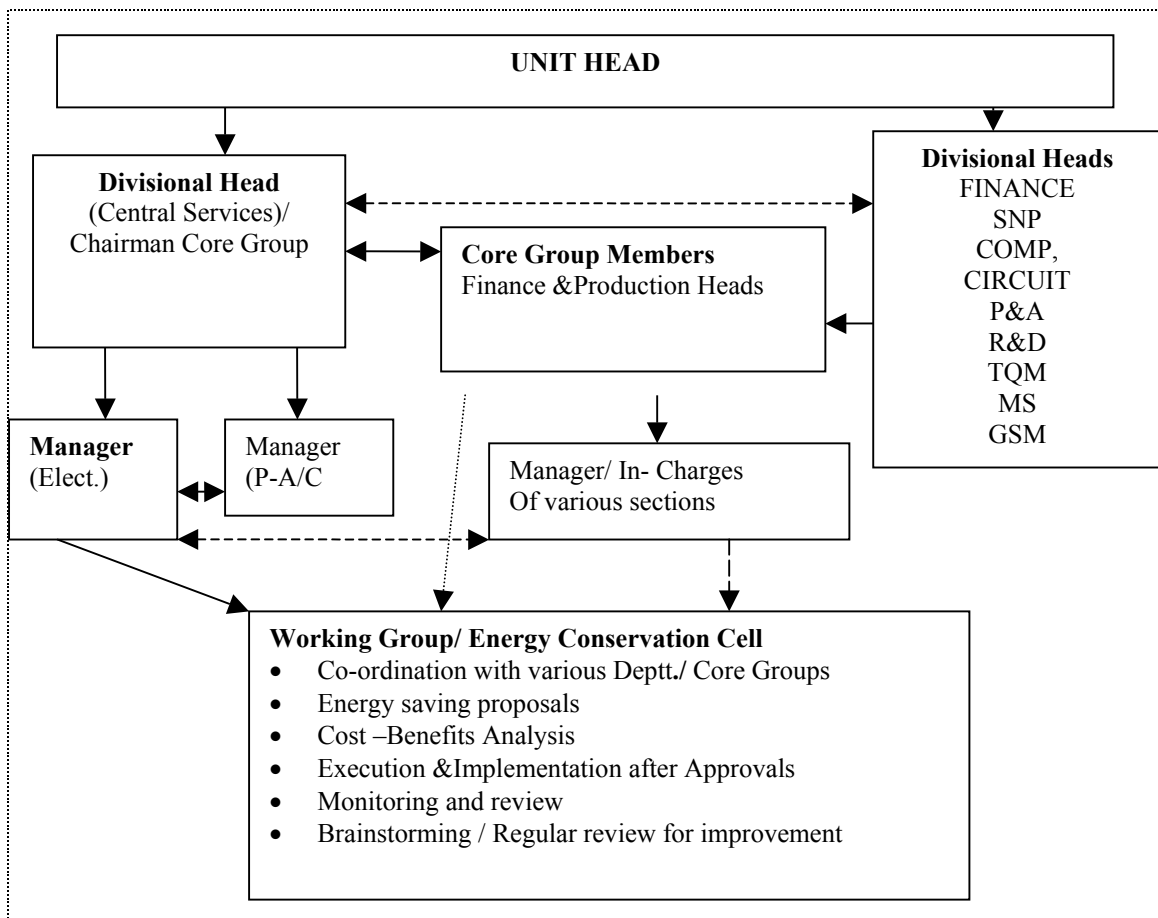 UNIT HEAD
Divisional Head
(Central Services)/
Chairman Core Group
Divisional Heads
FINANCE
SNP
COMP,
CIRCUIT
P&A
R&D
TQM
MS
GSM
Core Group Members
Finance &Production Heads
Manager
(Elect.)
Manager
(P-A/C
Manager/ In- Charges
Of various sections
Working Group/ Energy Conservation Cell
• Co-ordination with various Deptt./ Core Groups
• Energy saving proposals
• Cost –Benefits Analysis
• Execution &Implementation after Approvals
• Monitoring and review
• Brainstorming / Regular review for improvement